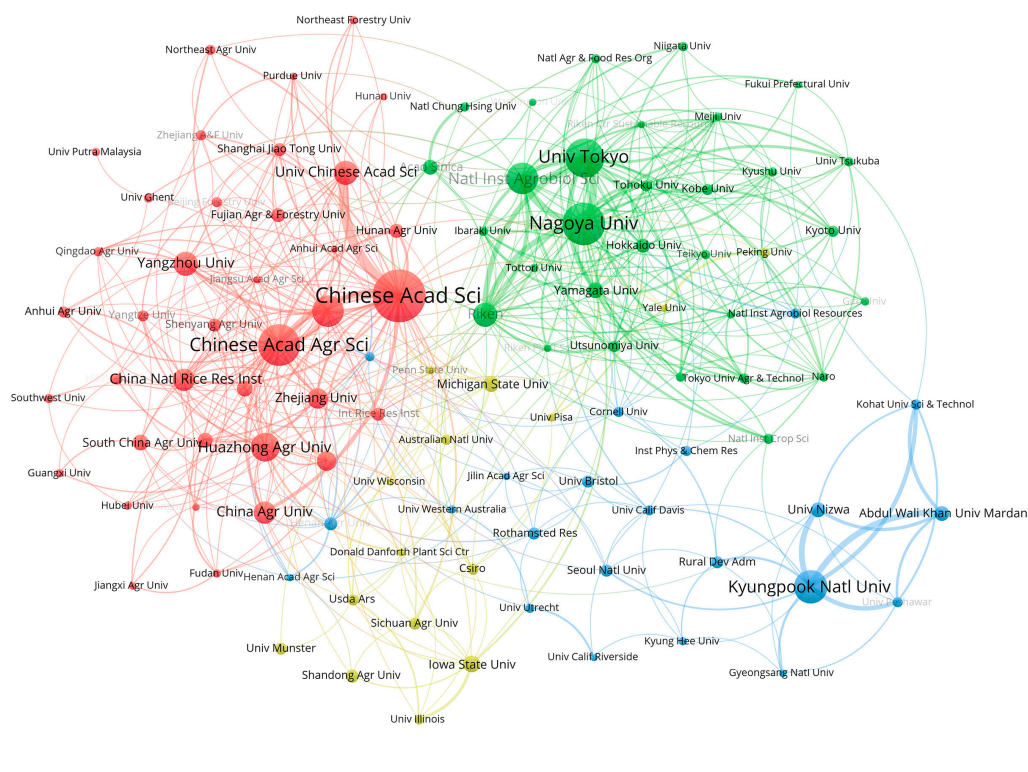 Northeast Forestry Univ
Northeast Agr Univ
Niigata Univ
Natl Agr & Food Res Org
Purdue Univ
Fukui Prefectural Univ
Hunan Univ
Natl Chung Hsing Univ
Meiji Univ
Zhejiang A&F Univ
Shanghai Jiao Tong Univ
Univ Putra Malaysia
Univ Tokyo
Univ Tsukuba
Acad Sinica
Univ Chinese Acad Sci
Natl Inst Agrobiol Sci
Kyushu Univ
Tohoku Univ
Kobe Univ
Univ Ghent
Beijing Forestry Univ
Fujian Agr & Forestry Univ
Nagoya Univ
Hunan Agr Univ
Ibaraki Univ
Kyoto Univ
Anhui Acad Agr Sci
Hokkaido Univ
Qingdao Agr Univ
Teikyo Univ
Peking Univ
Yangzhou Univ
Tottori Univ
Jiangsu Acad Agr Sci
Yamagata Univ
Chinese Acad Sci
Yale Univ
Anhui Agr Univ
Yangtze Univ
Riken
Natl Inst Agrobiol Resources
Shenyang Agr Univ
Chinese Acad Agr Sci
Utsunomiya Univ
Penn State Univ
China Natl Rice Res Inst
Michigan State Univ
Tokyo Univ Agr & Technol
Naro
Southwest Univ
Zhejiang Univ
Int Rice Res Inst
Univ Pisa
Cornell Univ
Kohat Univ Sci & Technol
South China Agr Univ
Huazhong Agr Univ
Australian Natl Univ
Natl Inst Crop Sci
Inst Phys & Chem Res
Guangxi Univ
Univ Wisconsin
Jilin Acad Agr Sci
Univ Bristol
Hubei Univ
China Agr Univ
Univ Western Australia
Univ Calif Davis
Univ Nizwa
Abdul Wali Khan Univ Mardan
Rothamsted Res
Donald Danforth Plant Sci Ctr
Jiangxi Agr Univ
Fudan Univ
Henan Acad Agr Sci
Csiro
Seoul Natl Univ
Rural Dev Adm
Kyungpook Natl Univ
Usda Ars
Univ Utrecht
Univ Peshawar
Sichuan Agr Univ
Univ Munster
Kyung Hee Univ
Iowa State Univ
Univ Calif Riverside
Shandong Agr Univ
Gyeongsang Natl Univ
Univ Illinois